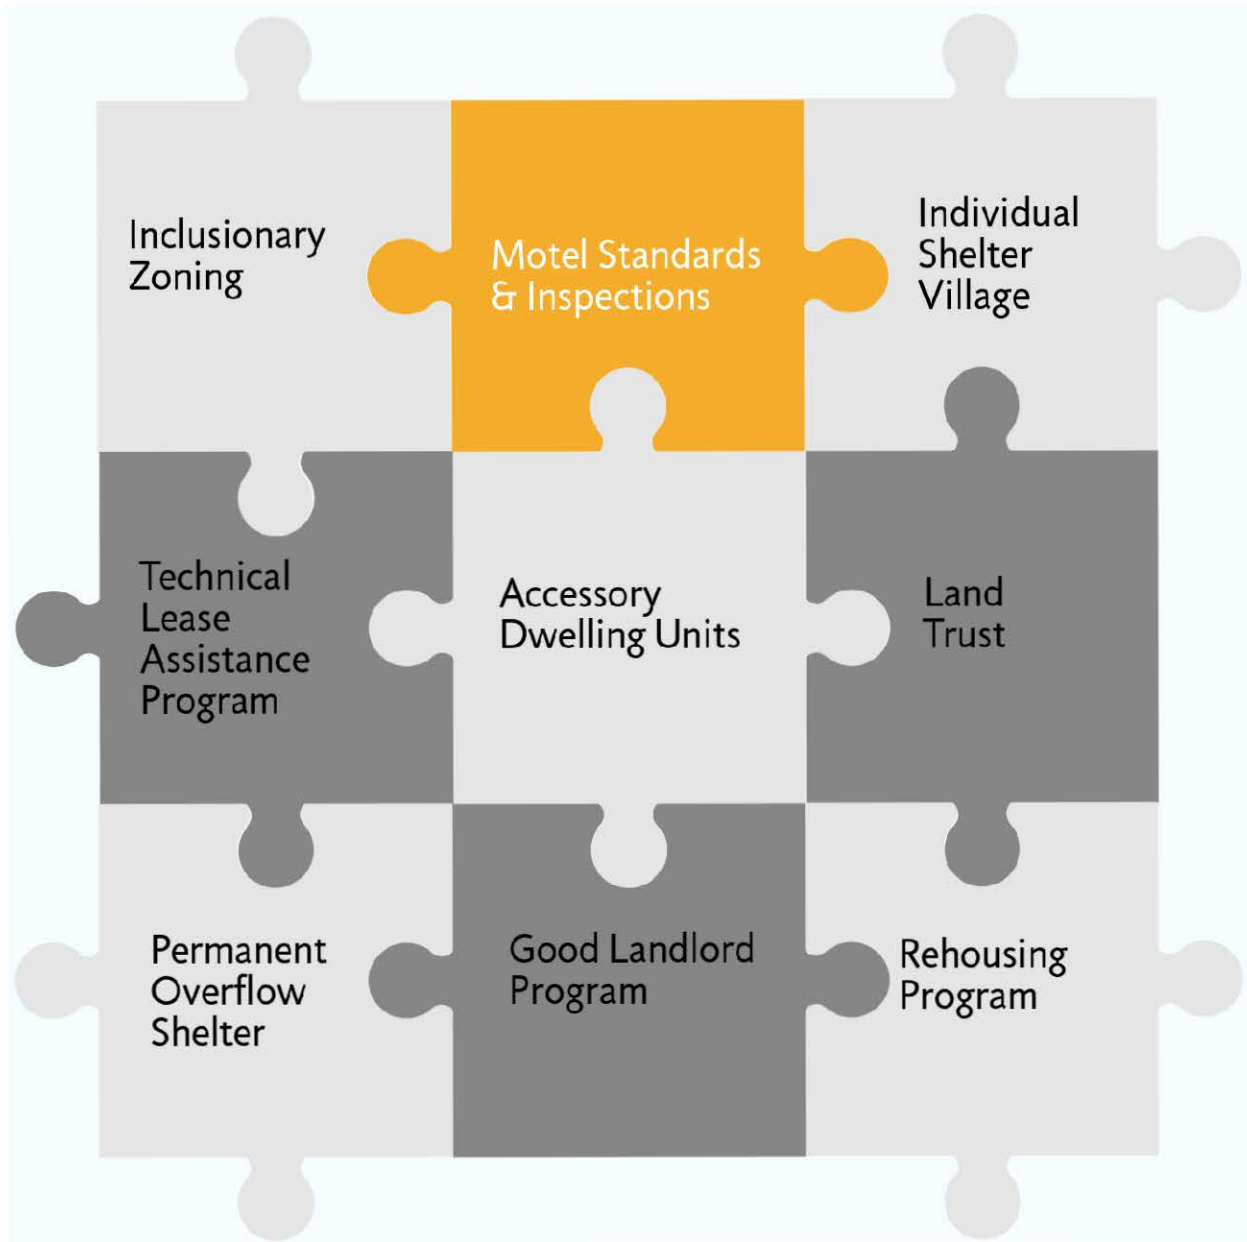 Inclusionary
Zoning
Motel Standards
& Inspections
Individual
Shelter
Village
Technical
Lease
Assistance
Program
Accessory
Dwelling Units
Land
Trust
Permanent
Overflow
Shelter
Good Landlord
Program
Rehousing
Program